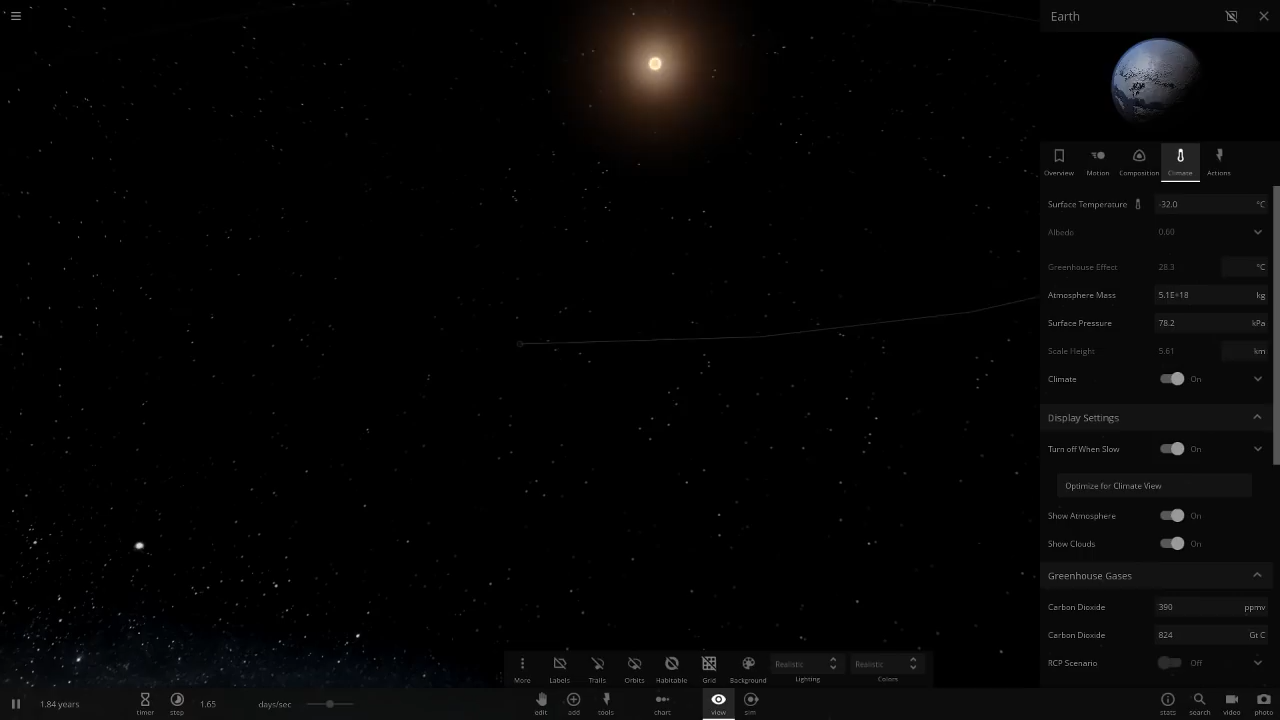 Earth
Overview Motion Composition Climate Actions
Surface Temperature -32.0 °C
Albedo 0.60
Greenhouse Effect 28.3 °C
Atmosphere Mass 5.1E+18 kg
Surface Pressure 78.2 kPa
Scale Height 5.61 km
Climate On
Display Settings
Turn off When Slow On
Optimize for Climate View
Show Atmosphere On
Show Clouds On
Greenhouse Gases
Carbon Dioxide 390 ppmv
Carbon Dioxide 824 Gt C
RCP Scenario Off
Realistic Realistic
More Labels Trails Orbits Habitable Grid Background Lighting Colors
1.84 years timer step 1.65 days/sec edit add tools chart view sim stats search video photo